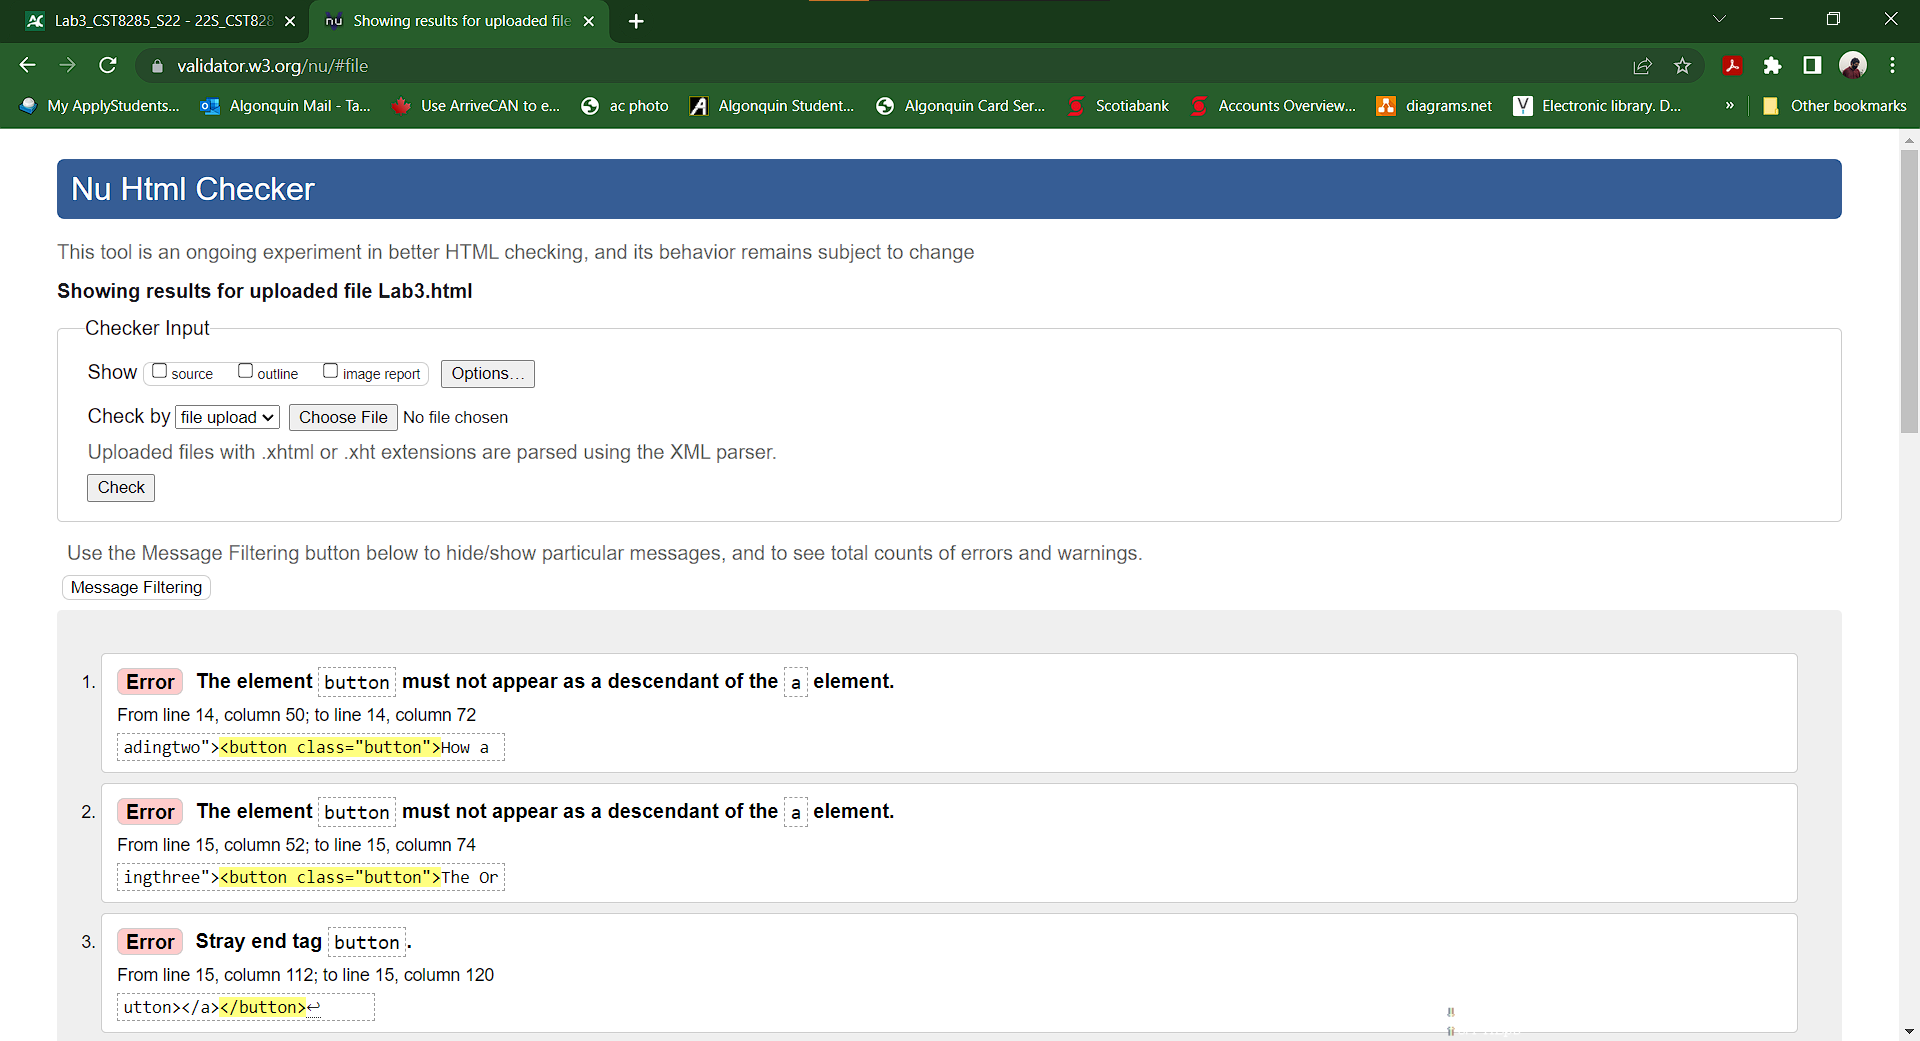 Lab3_CST8285_S22 - 22S_CST828
nu Showing results for uploaded file
validator.w3.org/nu/#file
My ApplyStudents... Algonquin Mail - Ta... Use ArriveCAN to e... ac photo Algonquin Student... Algonquin Card Ser... Scotiabank Accounts Overview... diagrams.net Electronic library. D... » Other bookmarks
Nu Html Checker
This tool is an ongoing experiment in better HTML checking, and its behavior remains subject to change
Showing results for uploaded file Lab3.html
Checker Input
Show source outline image report Options...
Check by file upload Choose File No file chosen
Uploaded files with .xhtml or .xht extensions are parsed using the XML parser.
Check
Use the Message Filtering button below to hide/show particular messages, and to see total counts of errors and warnings.
Message Filtering
1. Error The element button must not appear as a descendant of the a element.
From line 14, column 50; to line 14, column 72
adingtwo"><button class="button">How a
2. Error The element button must not appear as a descendant of the a element.
From line 15, column 52; to line 15, column 74
ingthree"><button class="button">The Or
3. Error Stray end tag button.
From line 15, column 112; to line 15, column 120
utton></a></button>↩